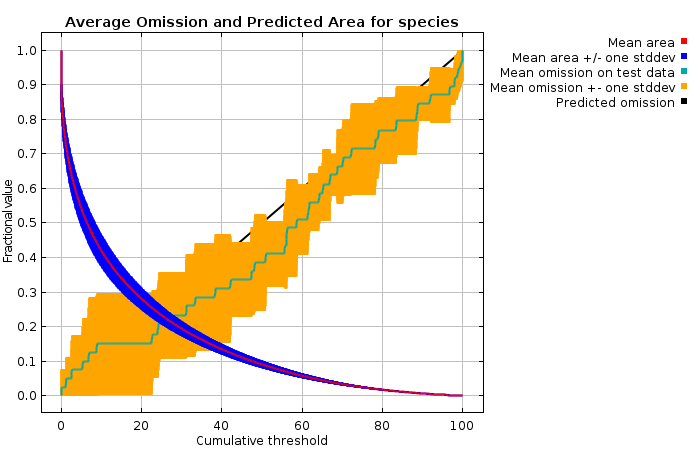 Average Omission and Predicted Area for species
Mean area
Mean area +/- one stddev
Mean omission on test data
Mean omission +- one stddev
Predicted omission
Fractional value
1.0
0.9
0.8
0.7
0.6
0.5
0.4
0.3
0.2
0.1
0.0
0 20 40 60 80 100
Cumulative threshold